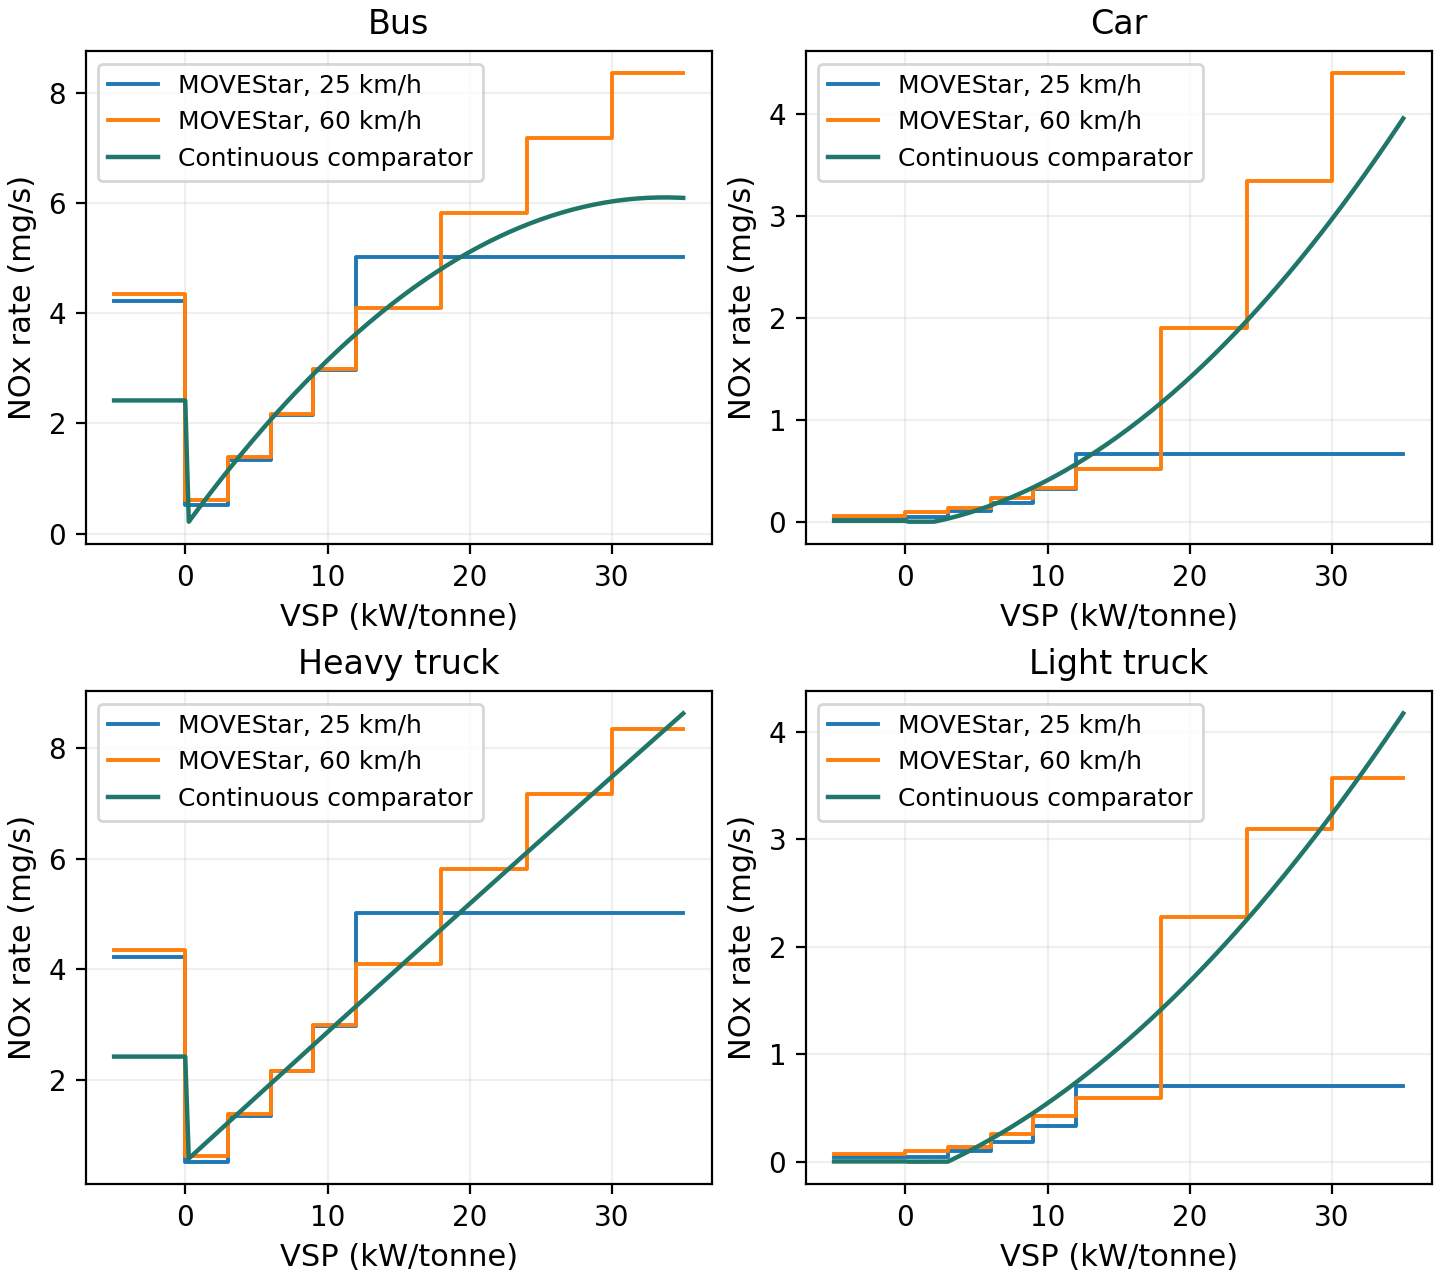 Bus
MOVEStar, 25 km/h
MOVEStar, 60 km/h
Continuous comparator
NOx rate (mg/s)
8
6
4
2
0
0 10 20 30
VSP (kW/tonne)
Car
MOVEStar, 25 km/h
MOVEStar, 60 km/h
Continuous comparator
NOx rate (mg/s)
4
3
2
1
0
0 10 20 30
VSP (kW/tonne)
Heavy truck
MOVEStar, 25 km/h
MOVEStar, 60 km/h
Continuous comparator
NOx rate (mg/s)
8
6
4
2
0 10 20 30
VSP (kW/tonne)
Light truck
MOVEStar, 25 km/h
MOVEStar, 60 km/h
Continuous comparator
NOx rate (mg/s)
4
3
2
1
0
0 10 20 30
VSP (kW/tonne)